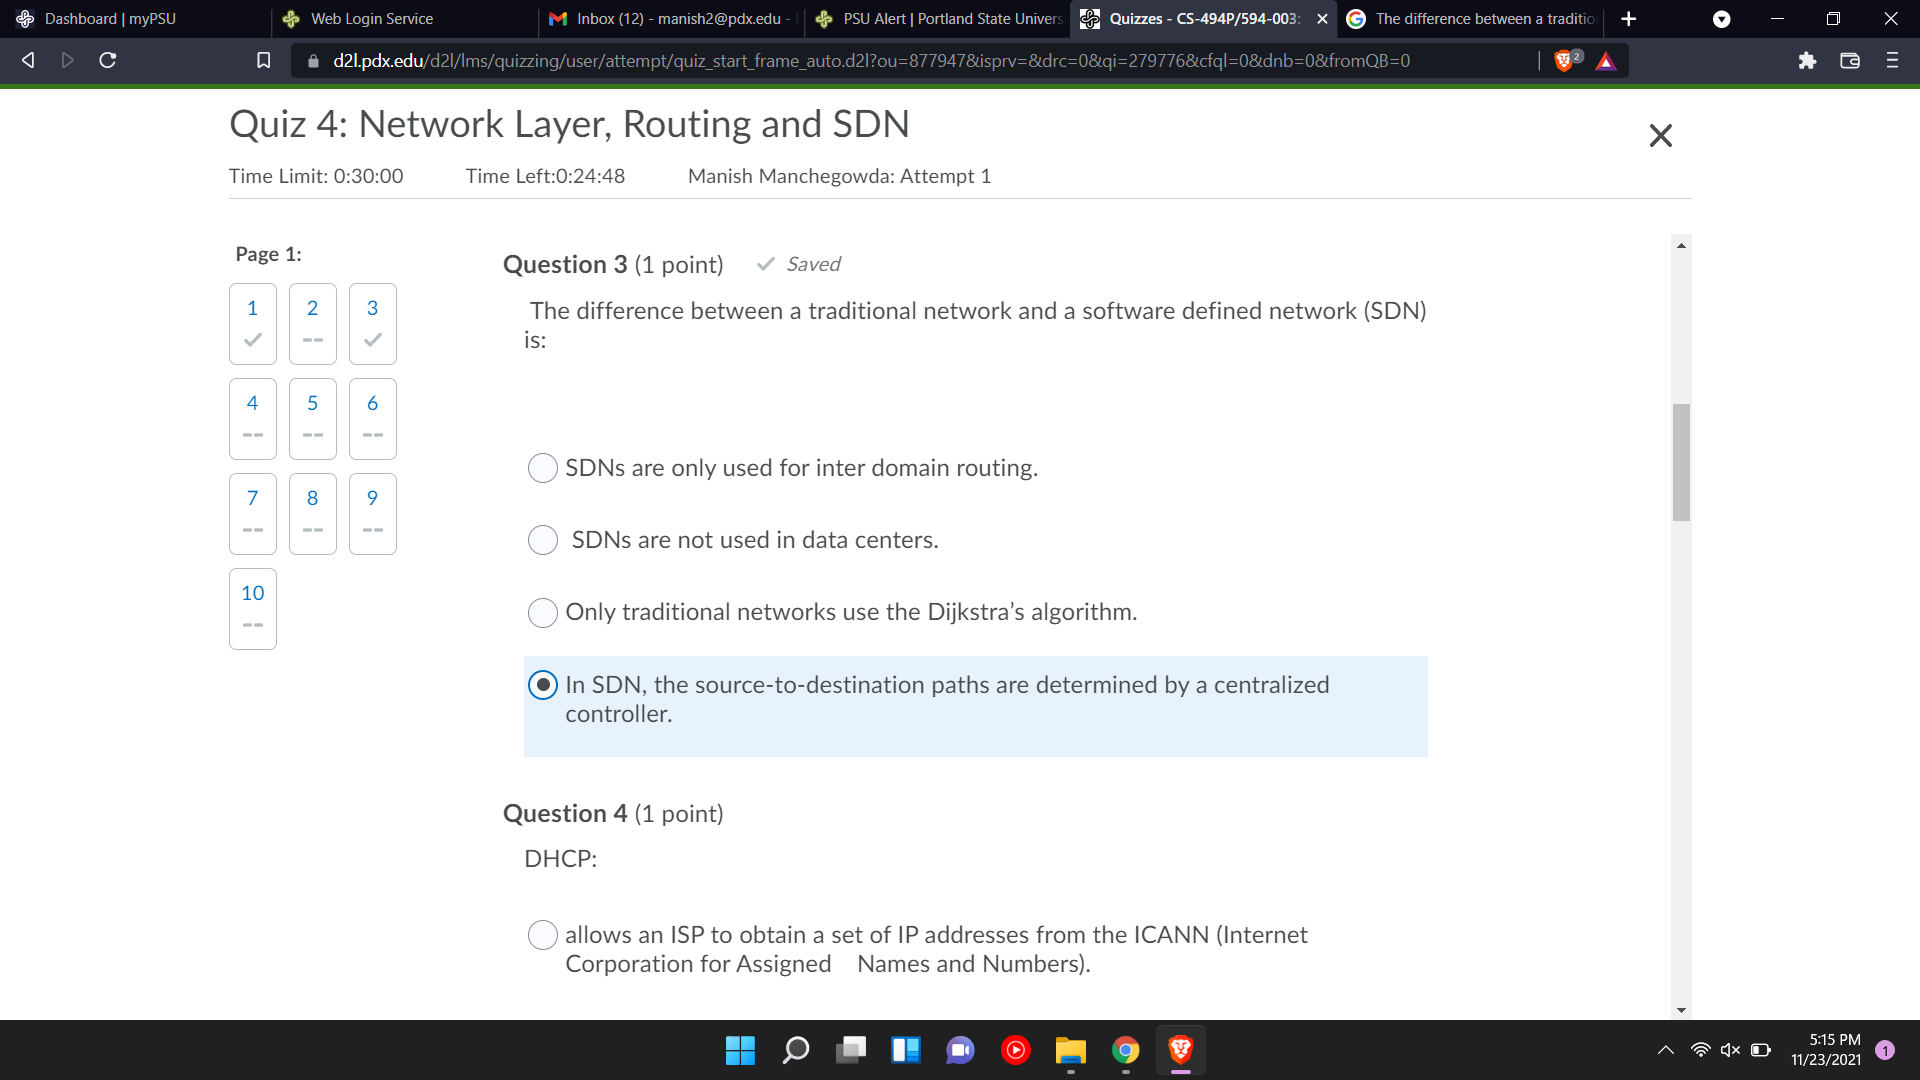 Dashboard | myPSU
Web Login Service
Inbox (12) - manish2@pdx.edu -
PSU Alert | Portland State Univers
Quizzes - CS-494P/594-003:
The difference between a traditio
d2l.pdx.edu/d2l/lms/quizzing/user/attempt/quiz_start_frame_auto.d2l?ou=877947&isprv=&drc=0&qi=279776&cfql=0&dnb=0&fromQB=0
2
Quiz 4: Network Layer, Routing and SDN
Time Limit: 0:30:00
Time Left:0:24:48
Manish Manchegowda: Attempt 1
Page 1:
1
2
--
3
4
--
5
--
6
--
7
--
8
--
9
--
10
--
Question 3 (1 point)
Saved
The difference between a traditional network and a software defined network (SDN)
is:
SDNs are only used for inter domain routing.
SDNs are not used in data centers.
Only traditional networks use the Dijkstra’s algorithm.
In SDN, the source-to-destination paths are determined by a centralized
controller.
Question 4 (1 point)
DHCP:
allows an ISP to obtain a set of IP addresses from the ICANN (Internet
Corporation for Assigned    Names and Numbers).
5:15 PM
11/23/2021
1